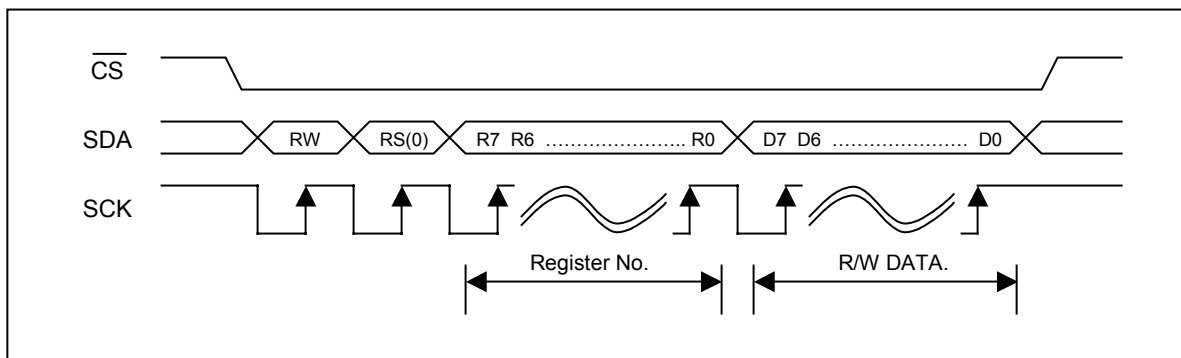 CS
SDA RW RS(0) R7 R6 ........................ R0 D7 D6 ....................... D0
SCK
Register No. R/W DATA.